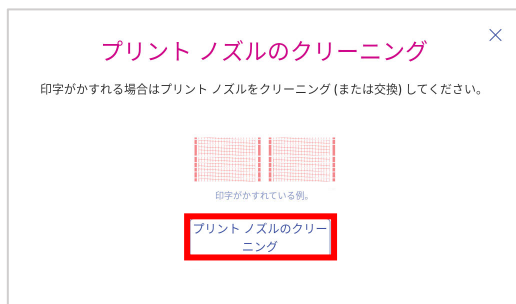 プリント ノズルのクリーニング
印字がかすれる場合はプリント ノズルをクリーニング (または交換) してください。
印字がかすれている例。
プリント ノズルのクリー
ニング